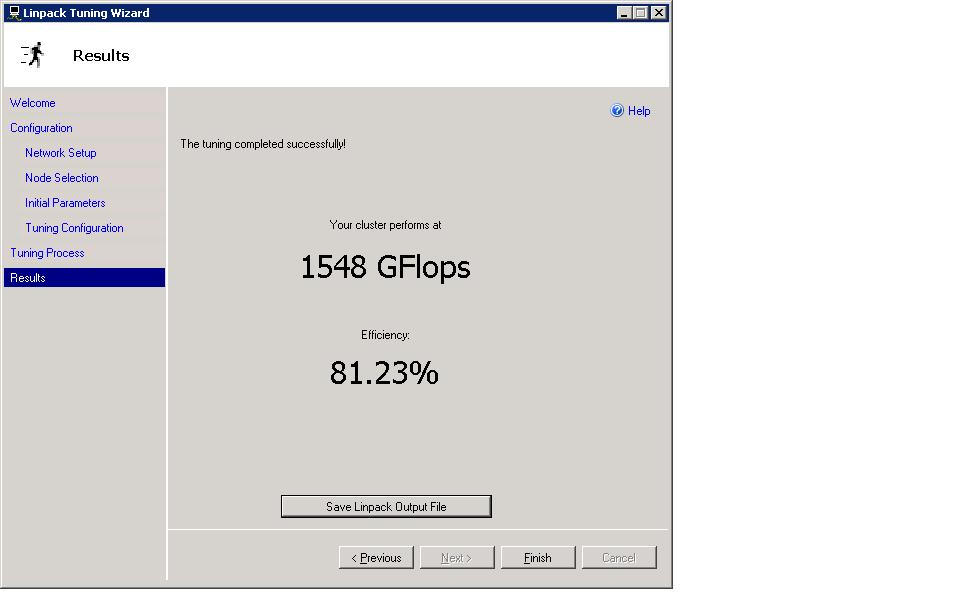 Linpack Tuning Wizard
Results
Welcome
Configuration
Network Setup
Node Selection
Initial Parameters
Tuning Configuration
Tuning Process
Results
Help
The tuning completed successfully!
Your cluster performs at
1548 GFlops
Efficiency:
81.23%
Save Linpack Output File
< Previous
Next >
Finish
Cancel